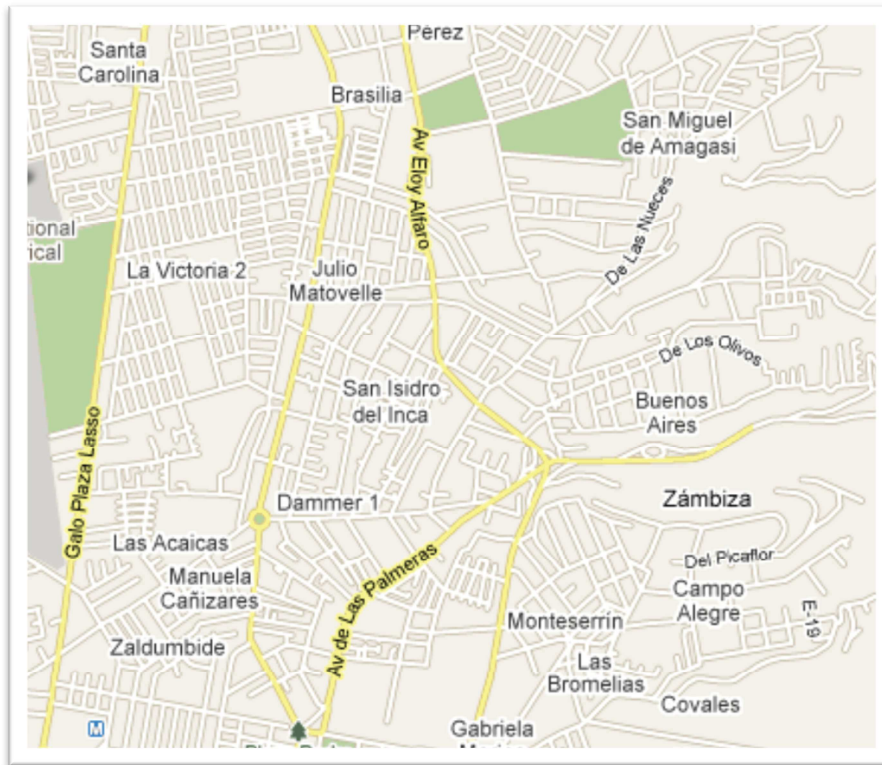 Pérez
Santa
Carolina
Brasilia
San Miguel
de Amagasi
Av Eloy Alfaro
De Las Nueces
tional
rical
La Victoria 2
Julio
Matovelle
De Los Olivos
San Isidro
del Inca
Buenos
Aires
Galo Plaza Lasso
Dammer 1
Zámbiza
Las Acaicas
Del Picaflor
Manuela
Cañizares
Av de Las Palmeras
Campo
Alegre
E-19
Monteserrín
Zaldumbide
Las
Bromelias
Covales
M
Gabriela